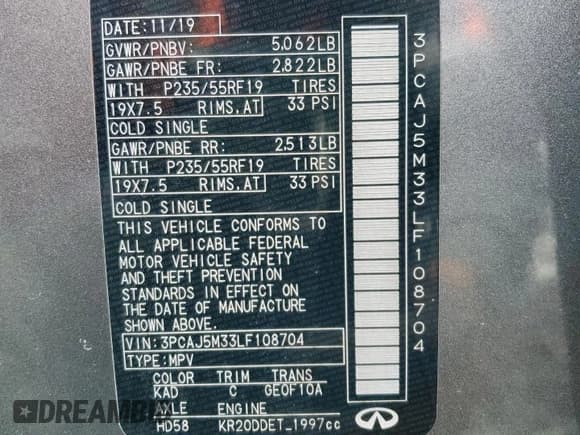 DATE: 11/19
GVWR/PNBV: 5.062LB
GAWR/PNBE FR: 2.822LB
WITH P235/55RF19 TIRES
19X7.5 RIMS.AT 33 PSI
COLD SINGLE
GAWR/PNBE RR: 2.513LB
WITH P235/55RF19 TIRES
19X7.5 RIMS.AT 33 PSI
COLD SINGLE
THIS VEHICLE CONFORMS TO
ALL APPLICABLE FEDERAL
MOTOR VEHICLE SAFETY
AND THEFT PREVENTION
STANDARDS IN EFFECT ON
THE DATE OF MANUFACTURE
SHOWN ABOVE.
VIN:3PCAJ5M33LF108704
TYPE:MPV
COLOR TRIM TRANS
KAD C GE0F10A
AXLE ENGINE
HD58 KR20DDET_1997cc
3PCAJ5M33LF108704
DEALER ACCIDENTS.COM